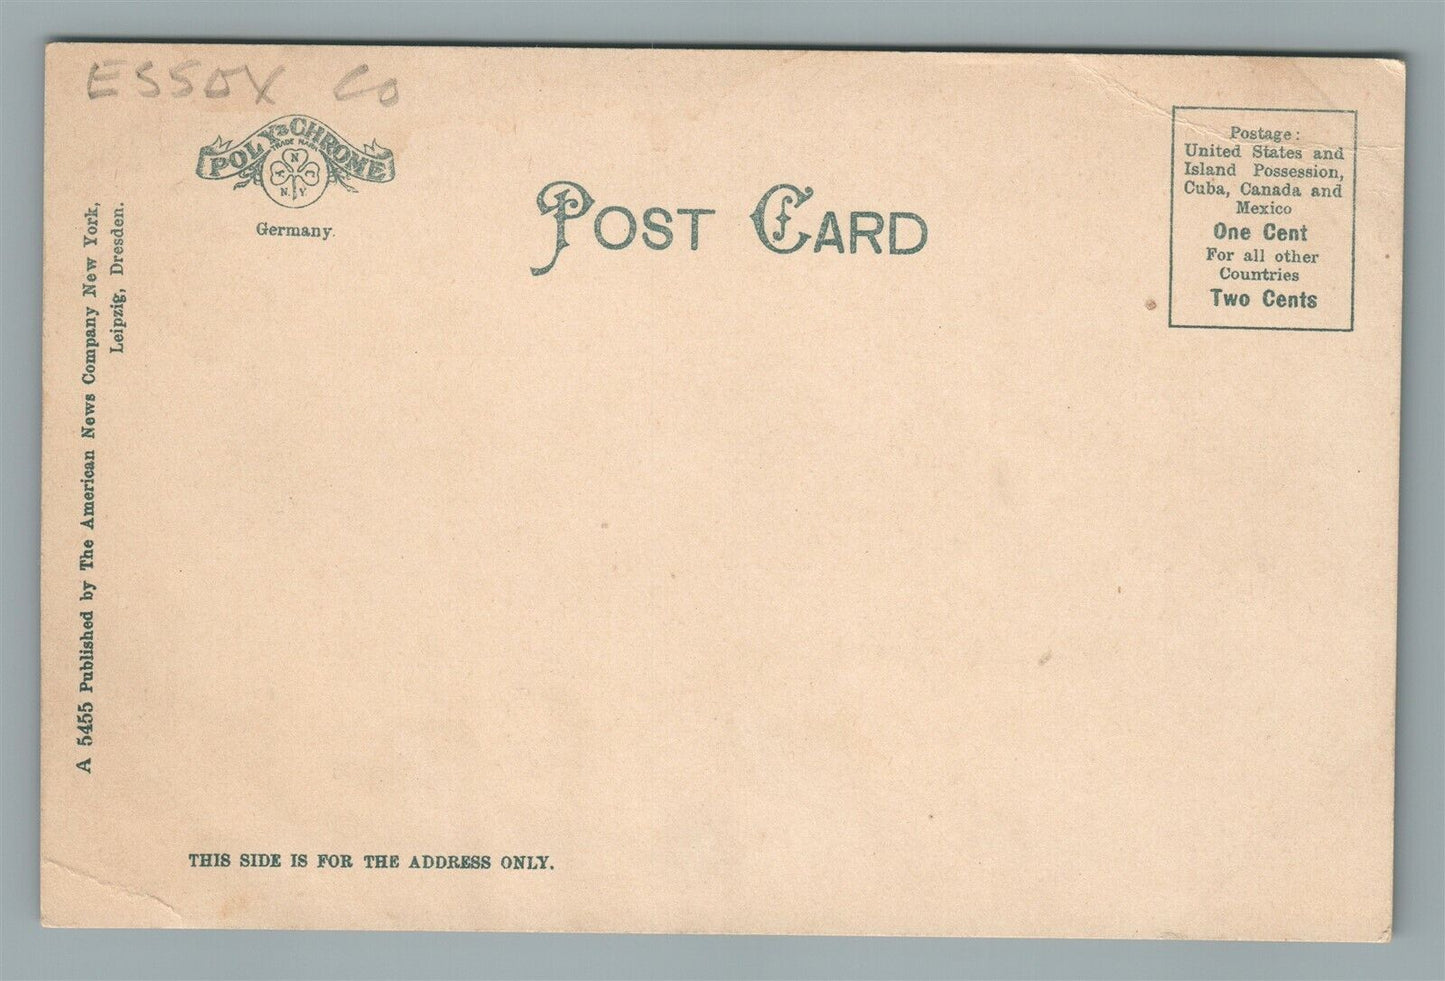 ESSEX Co
POLY-CHROME
TRADE MARK
A N C
N. Y.
Germany.
POST CARD
Postage:
United States and
Island Possession,
Cuba, Canada and
Mexico
One Cent
For all other
Countries
Two Cents
A 5455 Published by The American News Company New York,
Leipzig, Dresden.
THIS SIDE IS FOR THE ADDRESS ONLY.